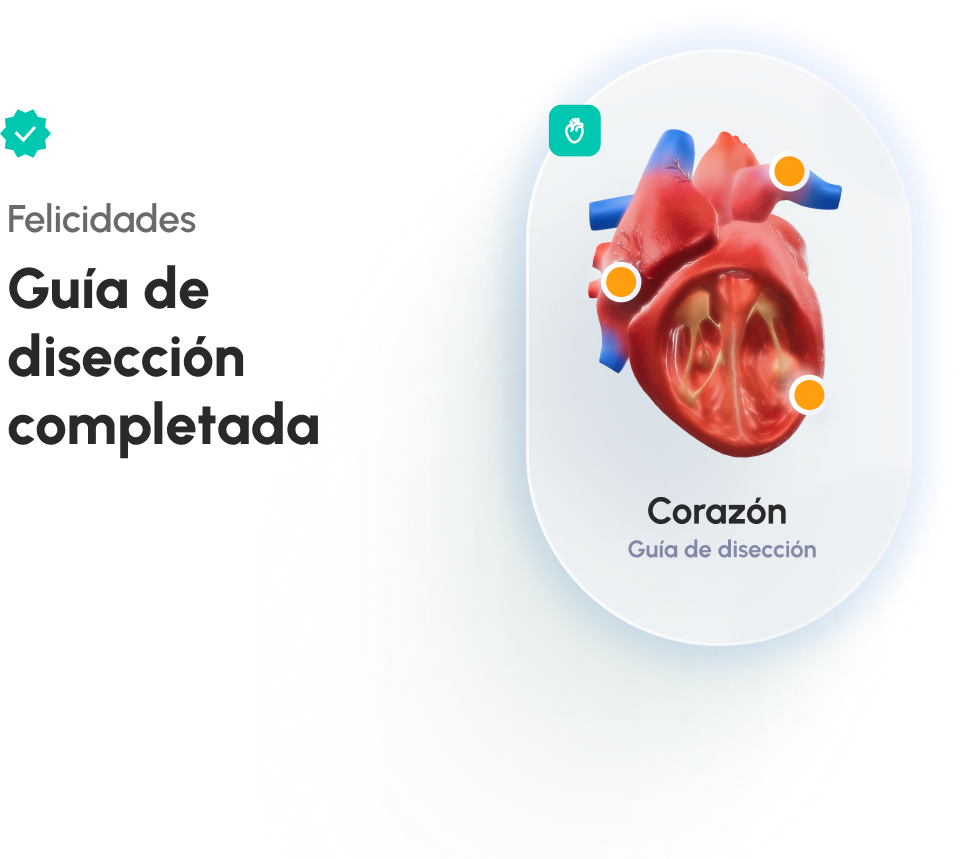 Felicidades
Guía de
disección
completada
Corazón
Guía de disección